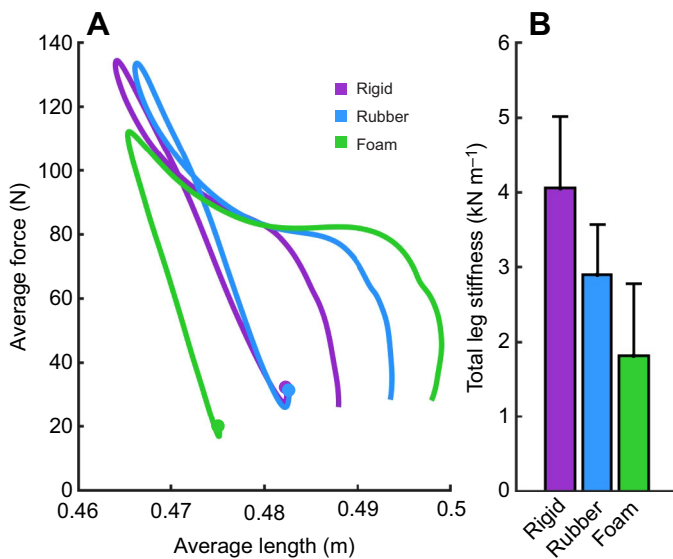 A
Average force (N)
140
120
100
80
60
40
20
0
Rigid
Rubber
Foam
0.46
0.47
0.48
0.49
0.5
Average length (m)
B
Total leg stiffness (kN m–1)
6
5
4
3
2
1
0
Rigid
Rubber
Foam